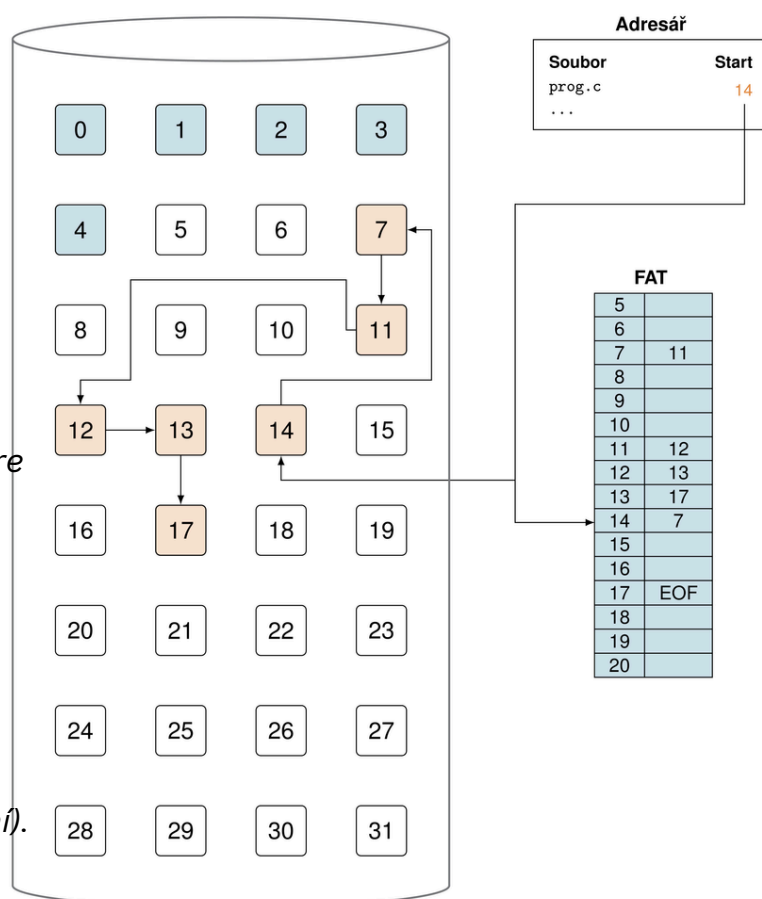 Adresář
Soubor Start
prog.c 14
...
0 1 2 3
4 5 6 7
8 9 10 11
12 13 14 15
re
16 17 18 19
20 21 22 23
24 25 26 27
í).
28 29 30 31
FAT
5
6
7 11
8
9
10
11 12
12 13
13 17
14 7
15
16
17 EOF
18
19
20